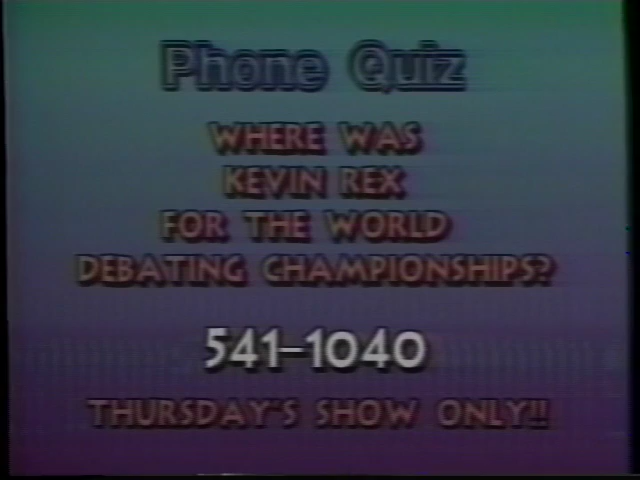 Phone Quiz
WHERE WAS
KEVIN REX
FOR THE WORLD
DEBATING CHAMPIONSHIPS?
541-1040
THURSDAY'S SHOW ONLY!!